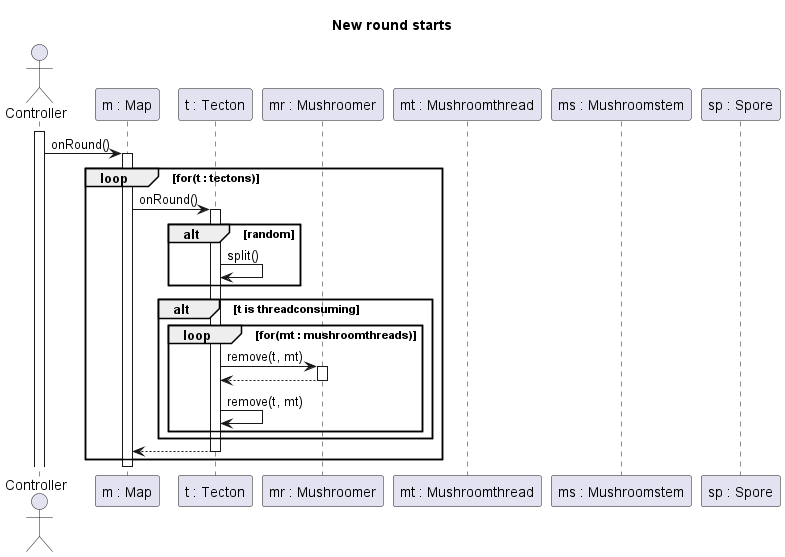 New round starts
Controller
m : Map
t : Tecton
mr : Mushroomer
mt : Mushroomthread
ms : Mushroomstem
sp : Spore
onRound()
loop [for(t : tectons)]
onRound()
alt [random]
split()
alt [t is threadconsuming]
loop [for(mt : mushroomthreads)]
remove(t, mt)
remove(t, mt)
Controller
m : Map
t : Tecton
mr : Mushroomer
mt : Mushroomthread
ms : Mushroomstem
sp : Spore